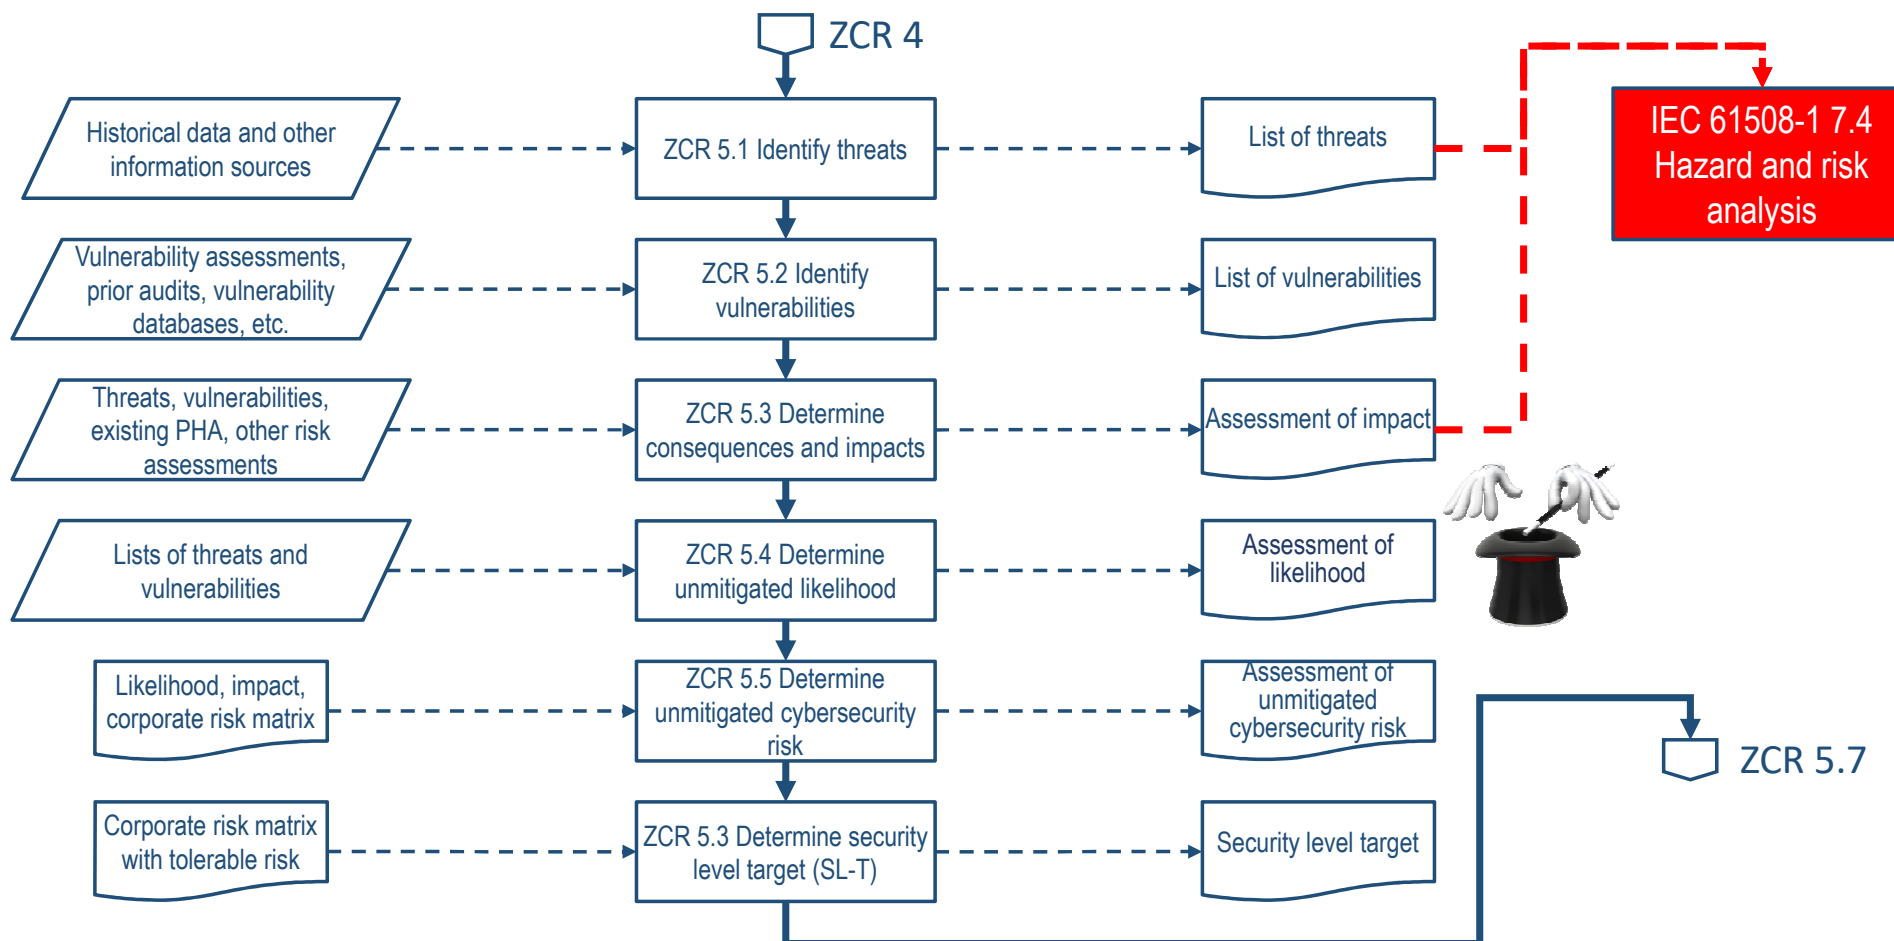 ZCR 4
Historical data and other
information sources
ZCR 5.1 Identify threats
List of threats
IEC 61508-1 7.4
Hazard and risk
analysis
Vulnerability assessments,
prior audits, vulnerability
databases, etc.
ZCR 5.2 Identify
vulnerabilities
List of vulnerabilities
Threats, vulnerabilities,
existing PHA, other risk
assessments
ZCR 5.3 Determine
consequences and impacts
Assessment of impact
Lists of threats and
vulnerabilities
ZCR 5.4 Determine
unmitigated likelihood
Assessment of
likelihood
Likelihood, impact,
corporate risk matrix
ZCR 5.5 Determine
unmitigated cybersecurity
risk
Assessment of
unmitigated
cybersecurity risk
ZCR 5.7
Corporate risk matrix
with tolerable risk
ZCR 5.3 Determine security
level target (SL-T)
Security level target